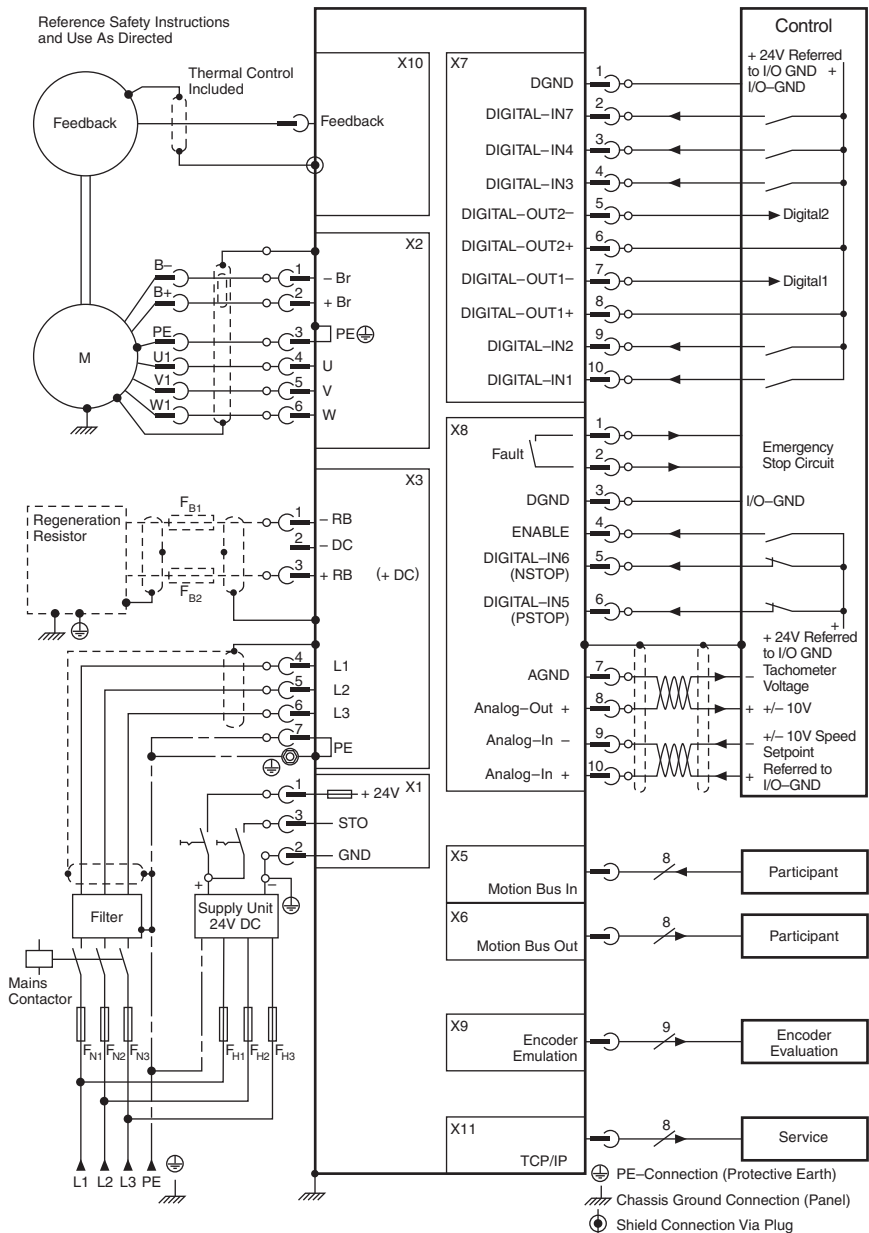 Reference Safety Instructions
and Use As Directed
Feedback
Thermal Control
Included
X10
Feedback
X2
B–
1
– Br
B+
2
+ Br
PE
3
PE
M
U1
4
U
V1
5
V
W1
6
W
X3
Regeneration
Resistor
FB1
1
– RB
2
– DC
3
+ RB
(+ DC)
FB2
4
L1
5
L2
6
L3
7
PE
X1
1
+ 24V
3
STO
2
GND
+
–
Filter
Supply Unit
24V DC
Mains
Contactor
FN1
FN2
FN3
FH1
FH2
FH3
L1
L2
L3
PE
X7
Control
DGND
1
+ 24V Referred
to I/O GND +
I/O–GND
DIGITAL–IN7
2
DIGITAL–IN4
3
DIGITAL–IN3
4
DIGITAL–OUT2–
5
Digital2
DIGITAL–OUT2+
6
DIGITAL–OUT1–
7
Digital1
DIGITAL–OUT1+
8
DIGITAL–IN2
9
DIGITAL–IN1
10
X8
Fault
1
2
Emergency
Stop Circuit
DGND
3
I/O–GND
ENABLE
4
DIGITAL–IN6
(NSTOP)
5
DIGITAL–IN5
(PSTOP)
6
+
+ 24V Referred
to I/O GND
AGND
7
–
Tachometer
Voltage
Analog–Out +
8
+
+/– 10V
Analog–In –
9
–
+/– 10V Speed
Setpoint
Analog–In +
10
+
Referred to
I/O–GND
X5
Motion Bus In
8
Participant
X6
Motion Bus Out
8
Participant
X9
Encoder
Emulation
9
Encoder
Evaluation
X11
TCP/IP
8
Service
PE–Connection (Protective Earth)
Chassis Ground Connection (Panel)
Shield Connection Via Plug